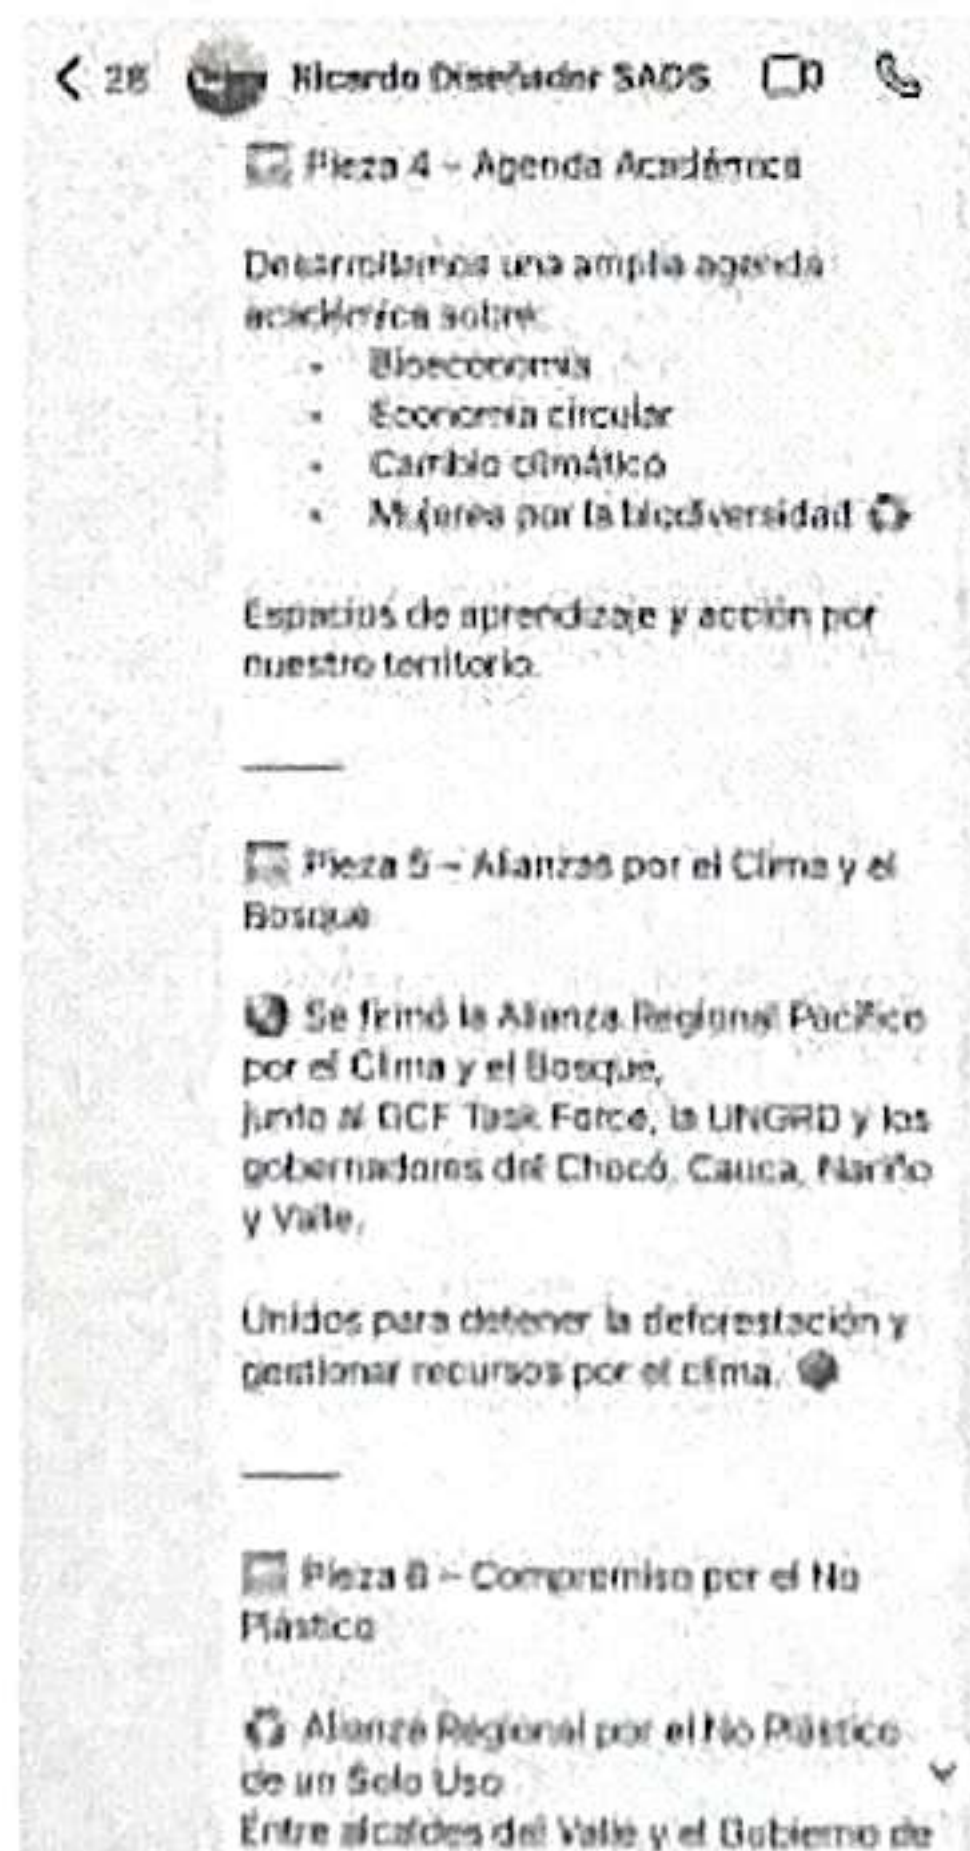 28 Ricardo Diseñador SADS
Pieza 4 – Agenda Académica
Desarrollamos una amplia agenda
académica sobre:
- Bioeconomía
- Economía circular
- Cambio climático
- Mujeres por la biodiversidad ♻
Espacios de aprendizaje y acción por
nuestro territorio.
Pieza 5 – Alianzas por el Clima y el
Bosque
Se firmó la Alianza Regional Pacífico
por el Clima y el Bosque,
junto al GCF Task Force, la UNGRD y los
gobernadores del Chocó, Cauca, Nariño
y Valle.
Unidos para detener la deforestación y
gestionar recursos por el clima.
Pieza 6 – Compromiso por el No
Plástico
♻ Alianza Regional por el No Plástico
de un Solo Uso
Entre alcaldes del Valle y el Gobierno de